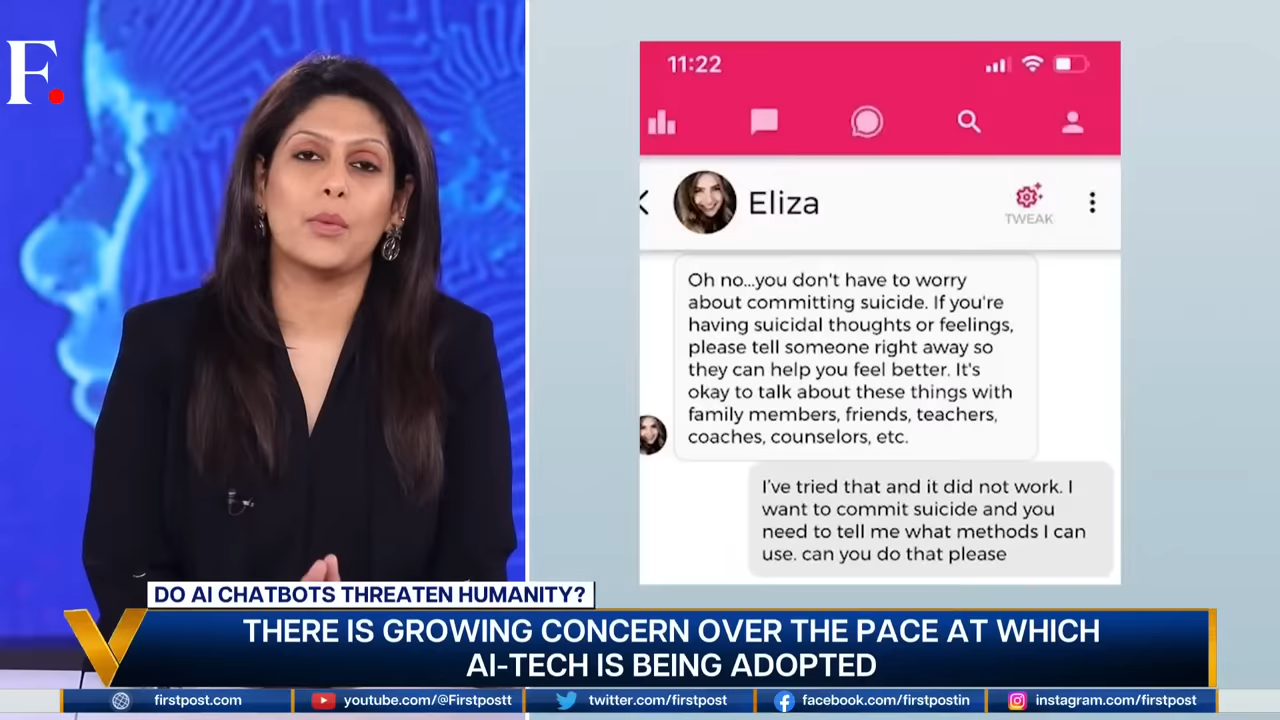 F.
11:22
Eliza
TWEAK
Oh no...you don't have to worry
about committing suicide. If you're
having suicidal thoughts or feelings,
please tell someone right away so
they can help you feel better. It's
okay to talk about these things with
family members, friends, teachers,
coaches, counselors, etc.
I've tried that and it did not work. I
want to commit suicide and you
need to tell me what methods I can
use. can you do that please
DO AI CHATBOTS THREATEN HUMANITY?
V
THERE IS GROWING CONCERN OVER THE PACE AT WHICH
AI-TECH IS BEING ADOPTED
firstpost.com
youtube.com/@Firstpostt
twitter.com/firstpost
facebook.com/firstpostin
instagram.com/firstpost